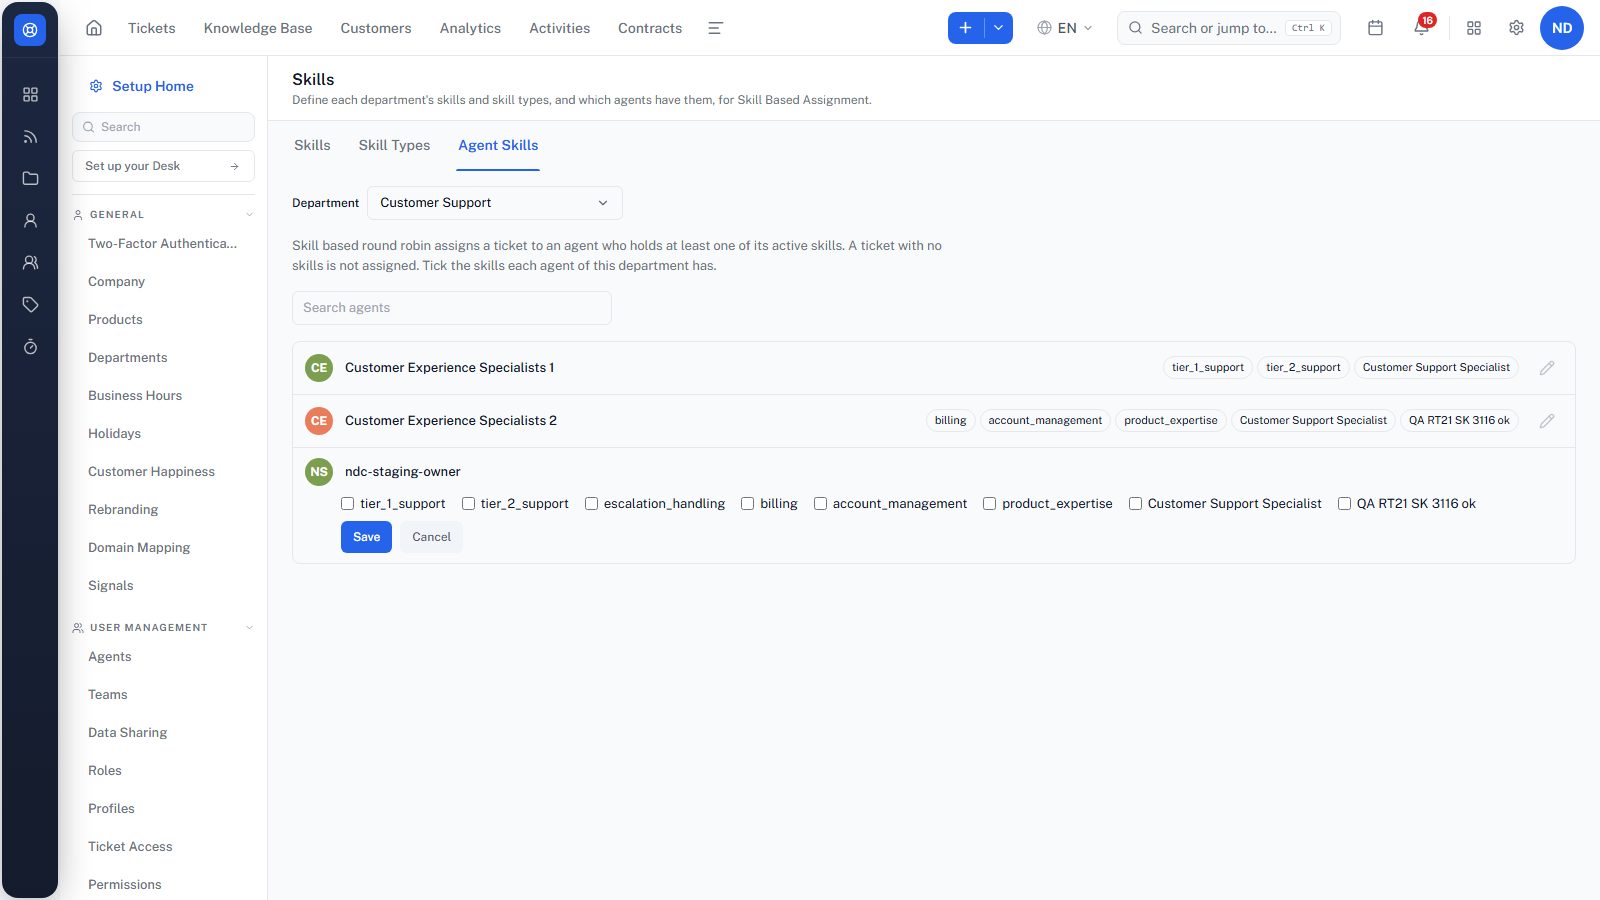 Tickets
Knowledge Base
Customers
Analytics
Activities
Contracts
EN
Search or jump to...
Ctrl K
16
ND
Setup Home
Search
Set up your Desk
GENERAL
Two-Factor Authentica...
Company
Products
Departments
Business Hours
Holidays
Customer Happiness
Rebranding
Domain Mapping
Signals
USER MANAGEMENT
Agents
Teams
Data Sharing
Roles
Profiles
Ticket Access
Permissions
Skills
Define each department's skills and skill types, and which agents have them, for Skill Based Assignment.
Skills
Skill Types
Agent Skills
Department
Customer Support
Skill based round robin assigns a ticket to an agent who holds at least one of its active skills. A ticket with no
skills is not assigned. Tick the skills each agent of this department has.
Search agents
CE
Customer Experience Specialists 1
tier_1_support
tier_2_support
Customer Support Specialist
CE
Customer Experience Specialists 2
billing
account_management
product_expertise
Customer Support Specialist
QA RT21 SK 3116 ok
NS
ndc-staging-owner
tier_1_support
tier_2_support
escalation_handling
billing
account_management
product_expertise
Customer Support Specialist
QA RT21 SK 3116 ok
Save
Cancel